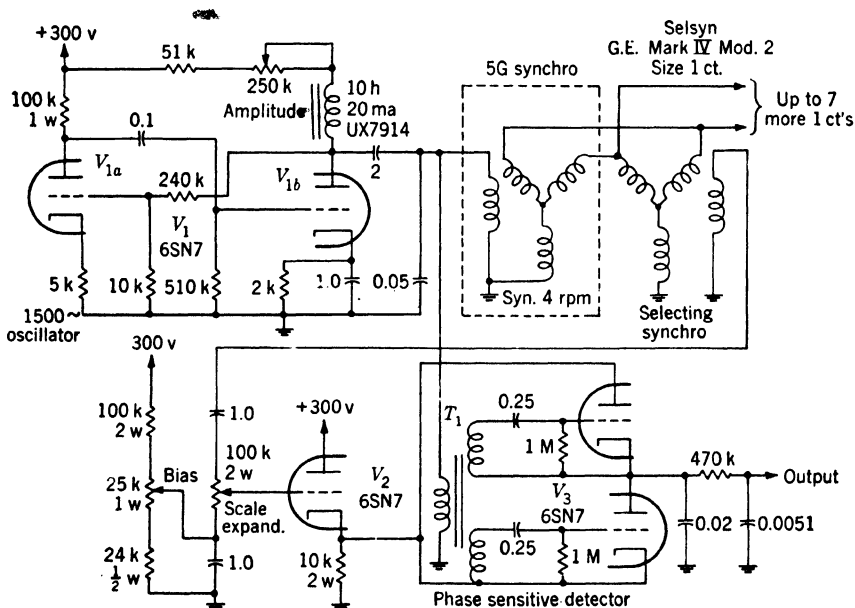 Selsyn
+300 v
51 k
G.E. Mark IV Mod. 2
5G synchro
Size 1 ct.
250 k
10 h
100 k
1 w
0.1
Amplitude
20 ma
UX7914
Up to 7
more 1 ct's
V1a
240 k
V1b
2
V1
6SN7
5 k
10 k
510 k
2 k
1.0
0.05
Syn. 4 rpm
Selecting
synchro
1500~
oscillator
300 v
100 k
2 w
1.0
+300 v
T1
0.25
100 k
2 w
1 M
470 k
Output
25 k
1 w
Bias
V2
6SN7
Scale
expand.
V3
6SN7
0.02
0.0051
0.25
24 k
1/2 w
1.0
10 k
2 w
1 M
Phase sensitive detector